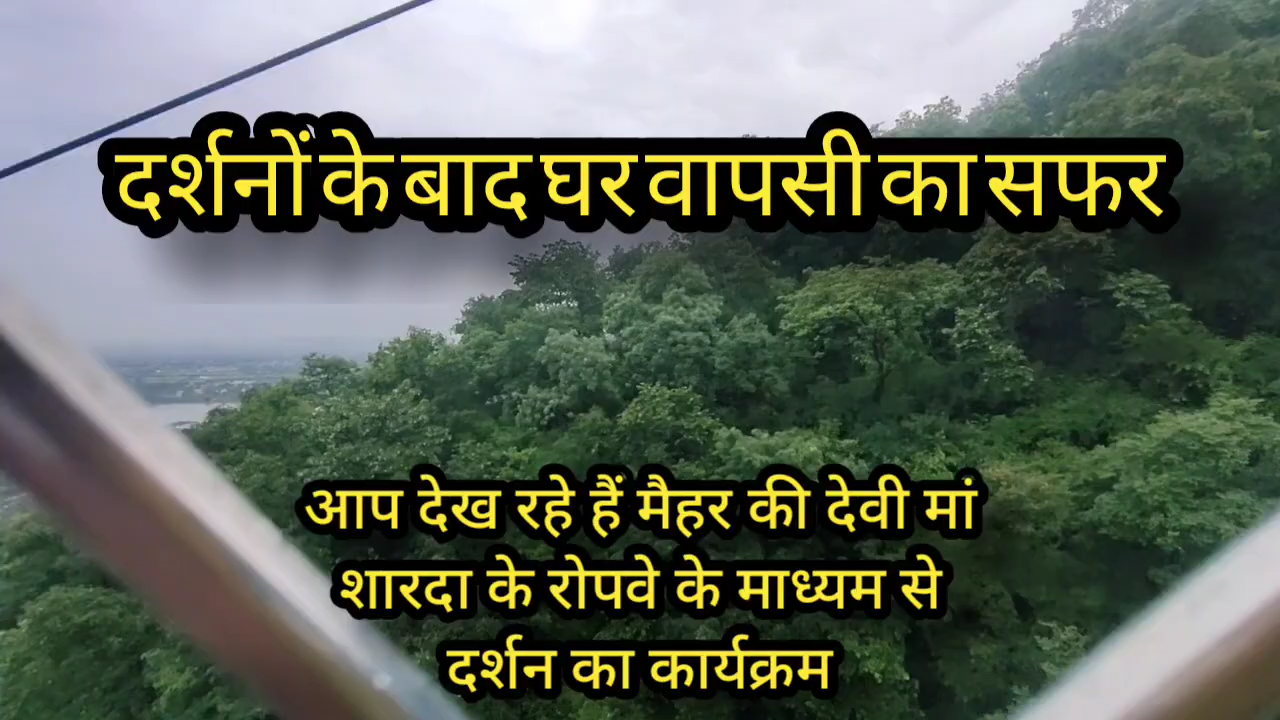 दर्शनों के बाद घर वापसी का सफर
आप देख रहे हैं मैहर की देवी मां
शारदा के रोपवे के माध्यम से
दर्शन का कार्यक्रम